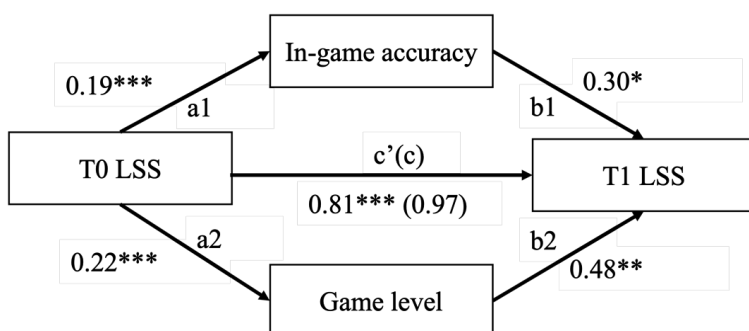 In-game accuracy
0.19***
0.30*
a1
b1
T0 LSS
c’(c)
T1 LSS
0.81*** (0.97)
a2
b2
0.22***
0.48**
Game level